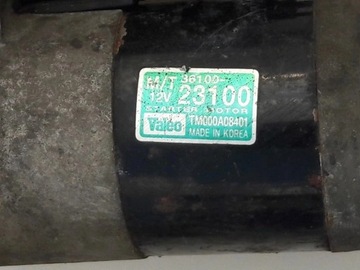 M/T 36100-
12V 23100
STARTER MOTOR
Valeo TM000A08401
MADE IN KOREA